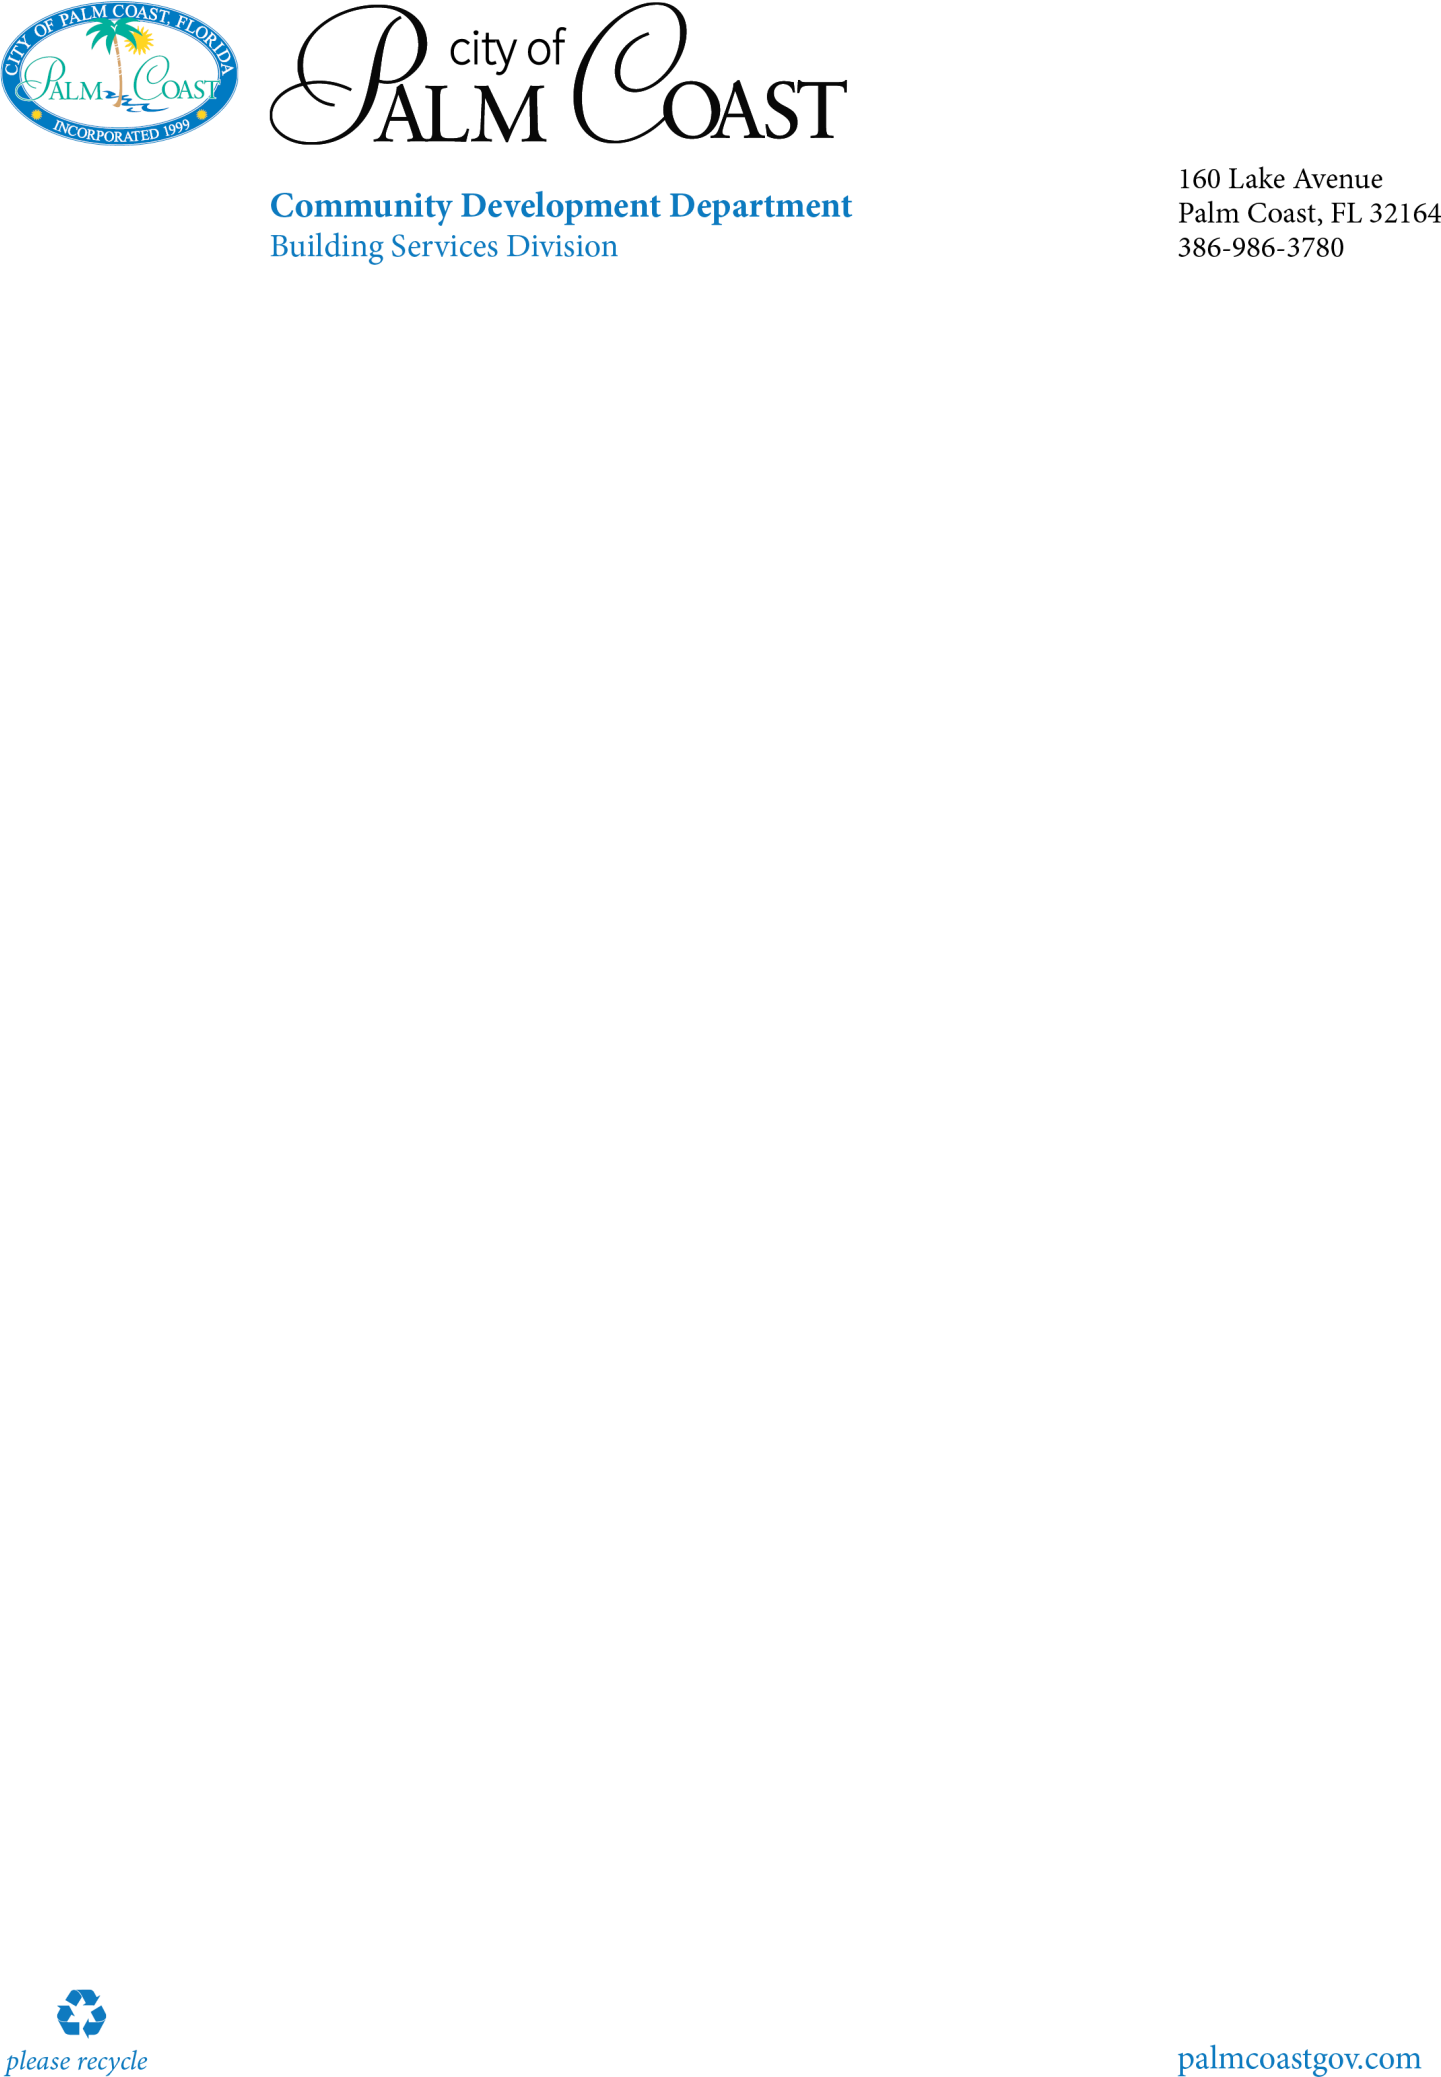 CITY OF PALM COAST, FLORIDA
PALM COAST
INCORPORATED 1999
city of
PALM COAST
Community Development Department
Building Services Division
160 Lake Avenue
Palm Coast, FL 32164
386-986-3780
please recycle
palmcoastgov.com